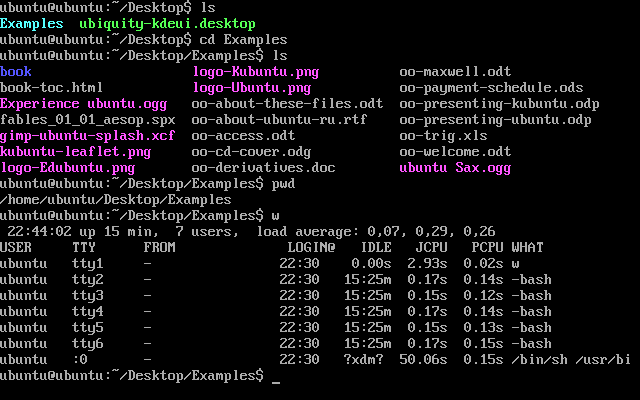 ubuntu@ubuntu:~/Desktop$ ls
Examples  ubiquity-kdeui.desktop
ubuntu@ubuntu:~/Desktop$ cd Examples
ubuntu@ubuntu:~/Desktop/Examples$ ls
book                     logo-Kubuntu.png          oo-maxwell.odt
book-toc.html            logo-Ubuntu.png           oo-payment-schedule.ods
Experience ubuntu.ogg    oo-about-these-files.odt  oo-presenting-kubuntu.odp
fables_01_01_aesop.spx   oo-about-ubuntu-ru.rtf    oo-presenting-ubuntu.odp
gimp-ubuntu-splash.xcf   oo-access.odt             oo-trig.xls
kubuntu-leaflet.png      oo-cd-cover.odg           oo-welcome.odt
logo-Edubuntu.png        oo-derivatives.doc        ubuntu Sax.ogg
ubuntu@ubuntu:~/Desktop/Examples$ pwd
/home/ubuntu/Desktop/Examples
ubuntu@ubuntu:~/Desktop/Examples$ w
 22:44:02 up 15 min,  7 users,  load average: 0,07, 0,29, 0,26
USER     TTY      FROM              LOGIN@   IDLE   JCPU   PCPU WHAT
ubuntu   tty1     -                22:30    0.00s  2.93s  0.02s w
ubuntu   tty2     -                22:30   15:25m  0.17s  0.14s -bash
ubuntu   tty3     -                22:30   15:25m  0.15s  0.12s -bash
ubuntu   tty4     -                22:30   15:25m  0.17s  0.14s -bash
ubuntu   tty5     -                22:30   15:25m  0.15s  0.13s -bash
ubuntu   tty6     -                22:30   15:25m  0.17s  0.14s -bash
ubuntu   :0       -                22:30   ?xdm?  50.06s  0.15s /bin/sh /usr/bi
ubuntu@ubuntu:~/Desktop/Examples$ _